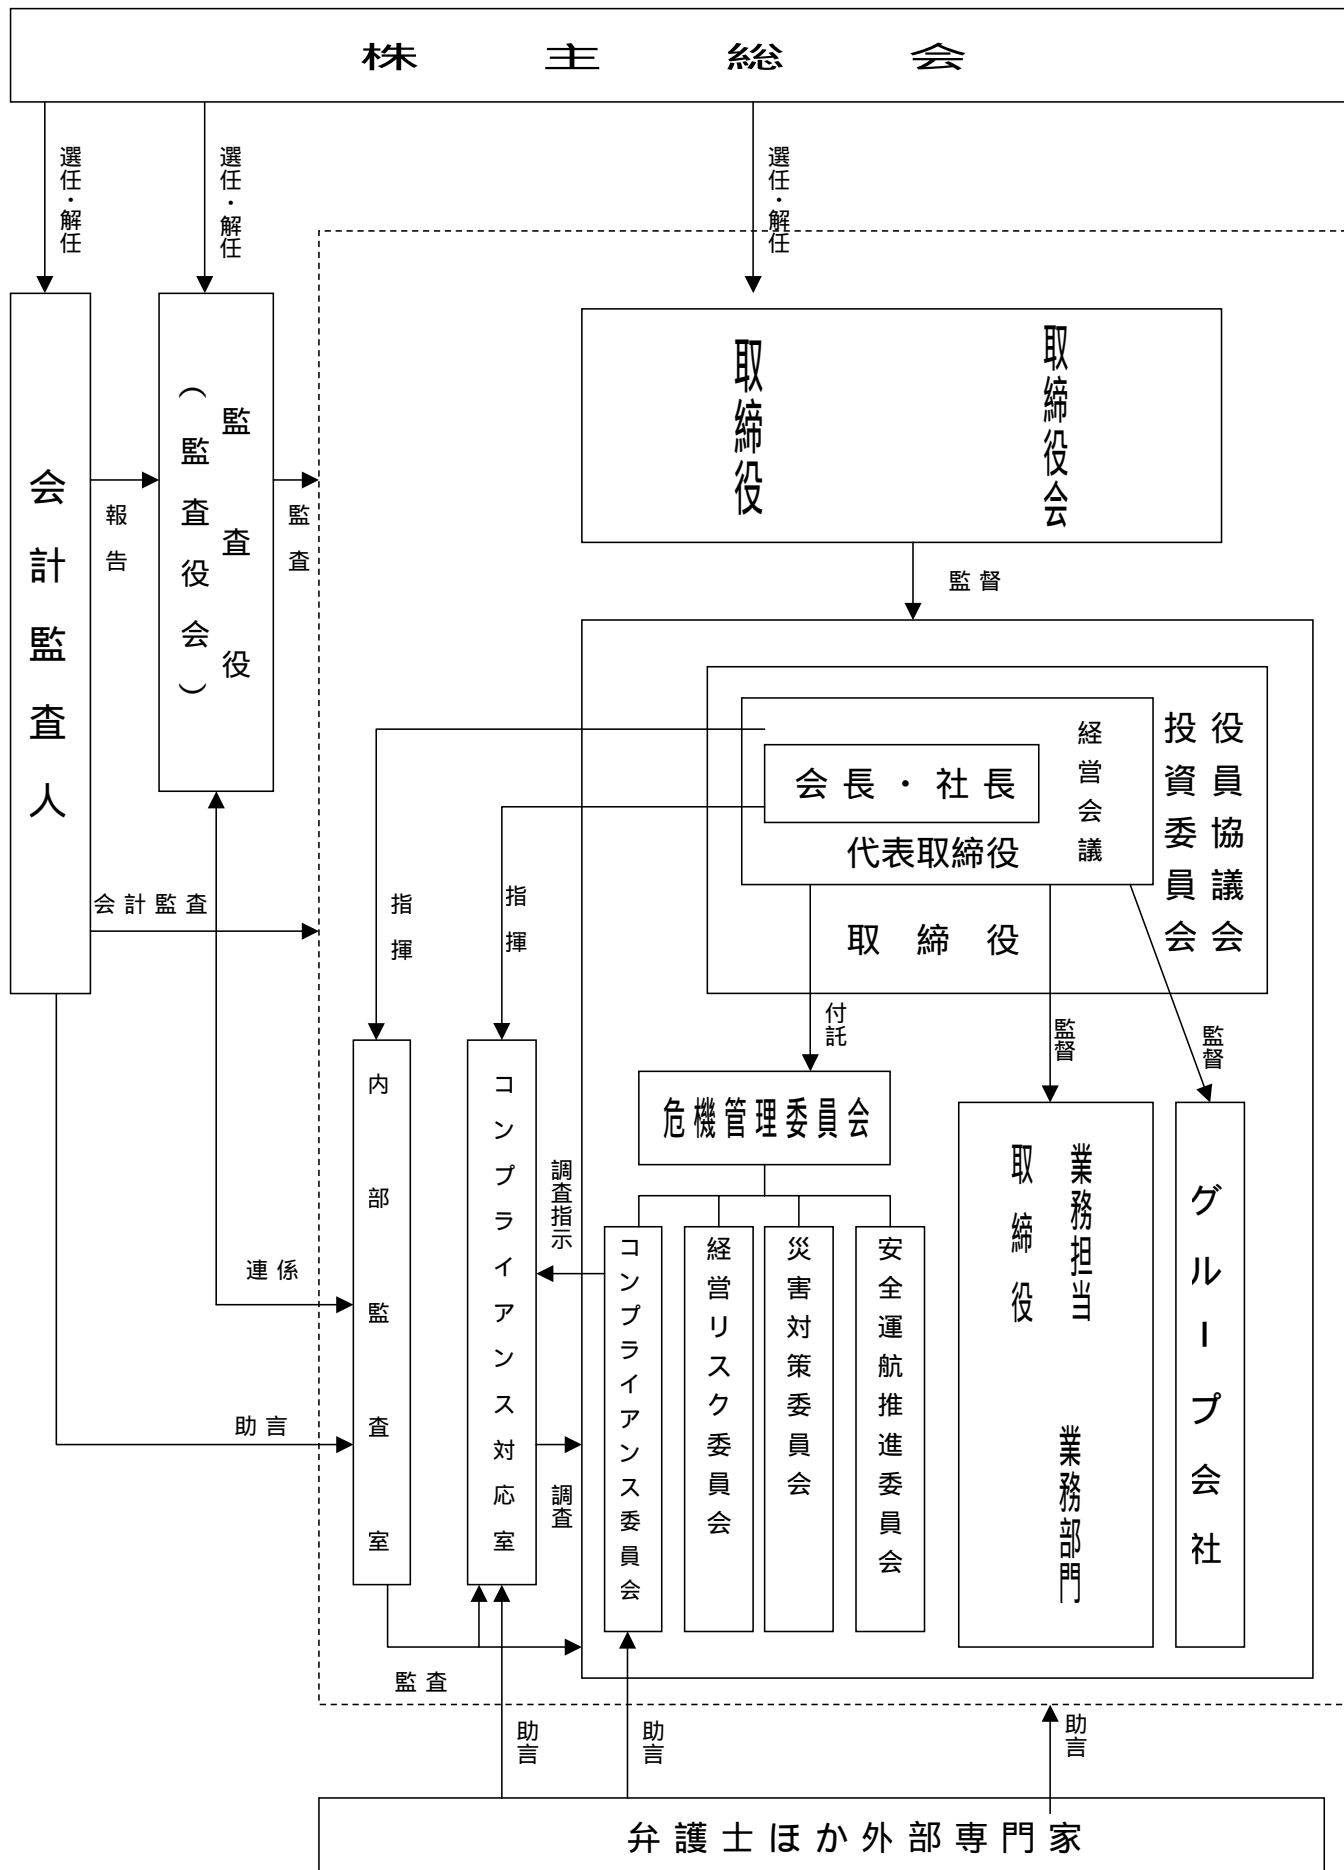 株主総会
選任・解任
選任・解任
選任・解任
会計監査人
報告
監査役
（監査役会）
監査
取締役
取締役会
監督
会長・社長
代表取締役
経営会議
取締役
役員協議会
投資委員会
会計監査
指揮
指揮
付託
監督
監督
内部監査室
コンプライアンス対応室
危機管理委員会
調査指示
コンプライアンス委員会
経営リスク委員会
災害対策委員会
安全運航推進委員会
業務担当
取締役
業務部門
グループ会社
連係
助言
調査
監査
助言
助言
助言
弁護士ほか外部専門家